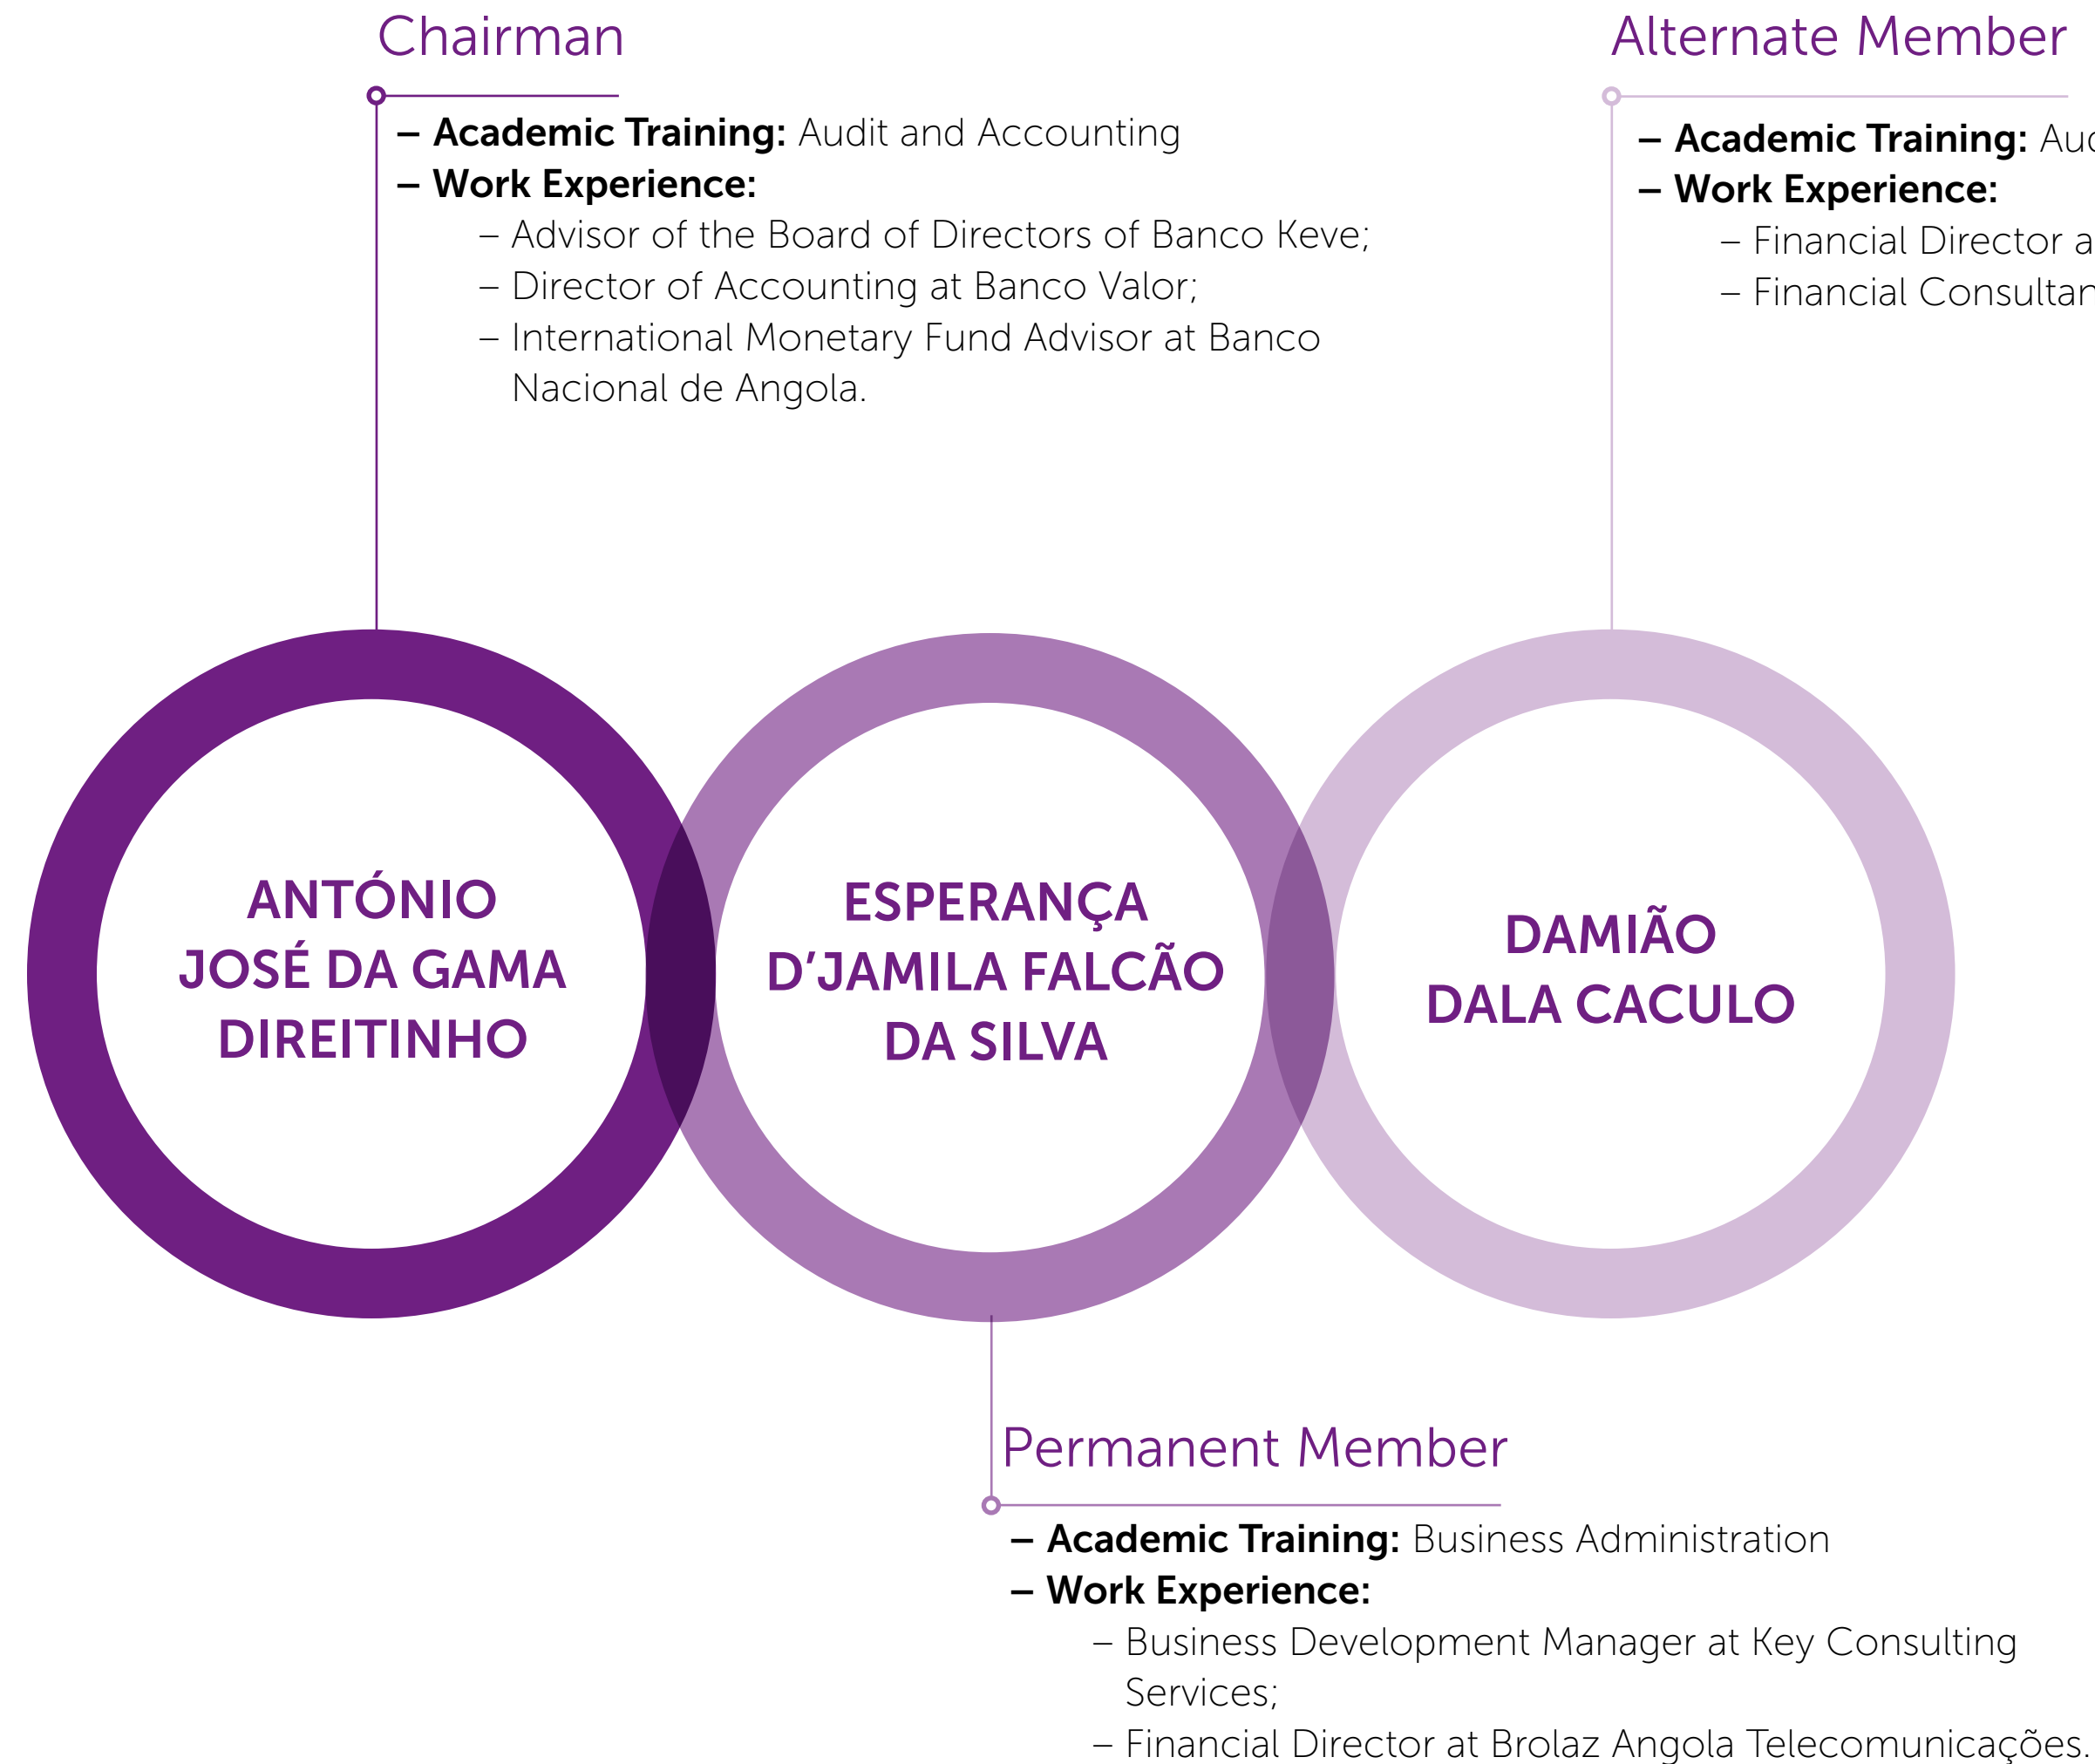 Chairman
– Academic Training: Audit and Accounting
– Work Experience:
– Advisor of the Board of Directors of Banco Keve;
– Director of Accounting at Banco Valor;
– International Monetary Fund Advisor at Banco
Nacional de Angola.
Alternate Member
– Academic Training:
– Work Experience:
– Financial Director
– Financial
ANTÓNIO
JOSÉ DA GAMA
DIREITINHO
ESPERANÇA
D’JAMILA FALCÃO
DA SILVA
DAMIÃO
DALA CACULO
Permanent Member
– Academic Training: Business Administration
– Work Experience:
– Business Development Manager at Key Consulting
Services;
– Financial Director at Brolaz Angola Telecomunicações.